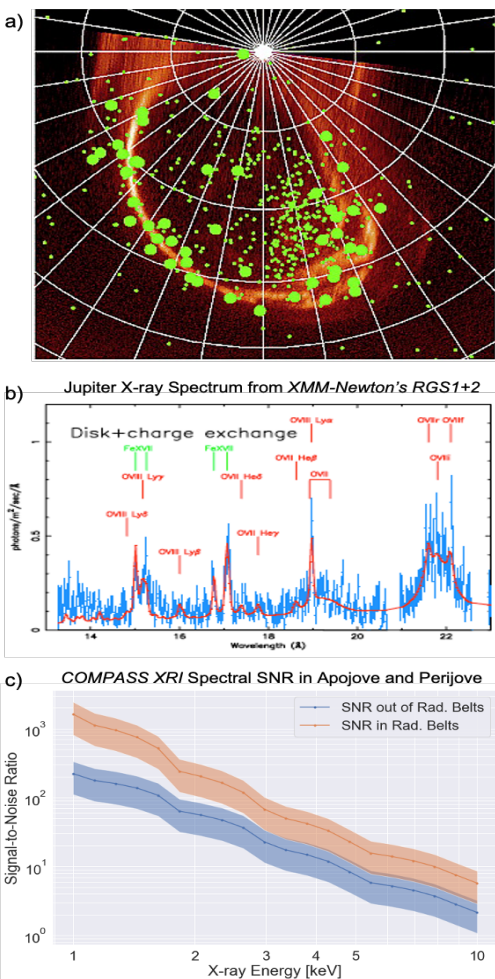 a)
b) Jupiter X-ray Spectrum from XMM-Newton's RGS1+2
Disk+charge exchange
OVIII Lyα
OVIIr OVIIf
FeXVII
FeXVII
OVII Heβ
OVIIi
OVIII Lyγ
OVII Heδ
OVII
OVIII Lyδ
OVIII Lyβ
OVII Heγ
photons/m²/sec/Å
1
0.5
0
14 16 18 20 22
Wavelength (Å)
c) COMPASS XRI Spectral SNR in Apojove and Perijove
SNR out of Rad. Belts
SNR in Rad. Belts
Signal-to-Noise Ratio
10³
10²
10¹
10⁰
1 2 3 4 5 10
X-ray Energy [keV]